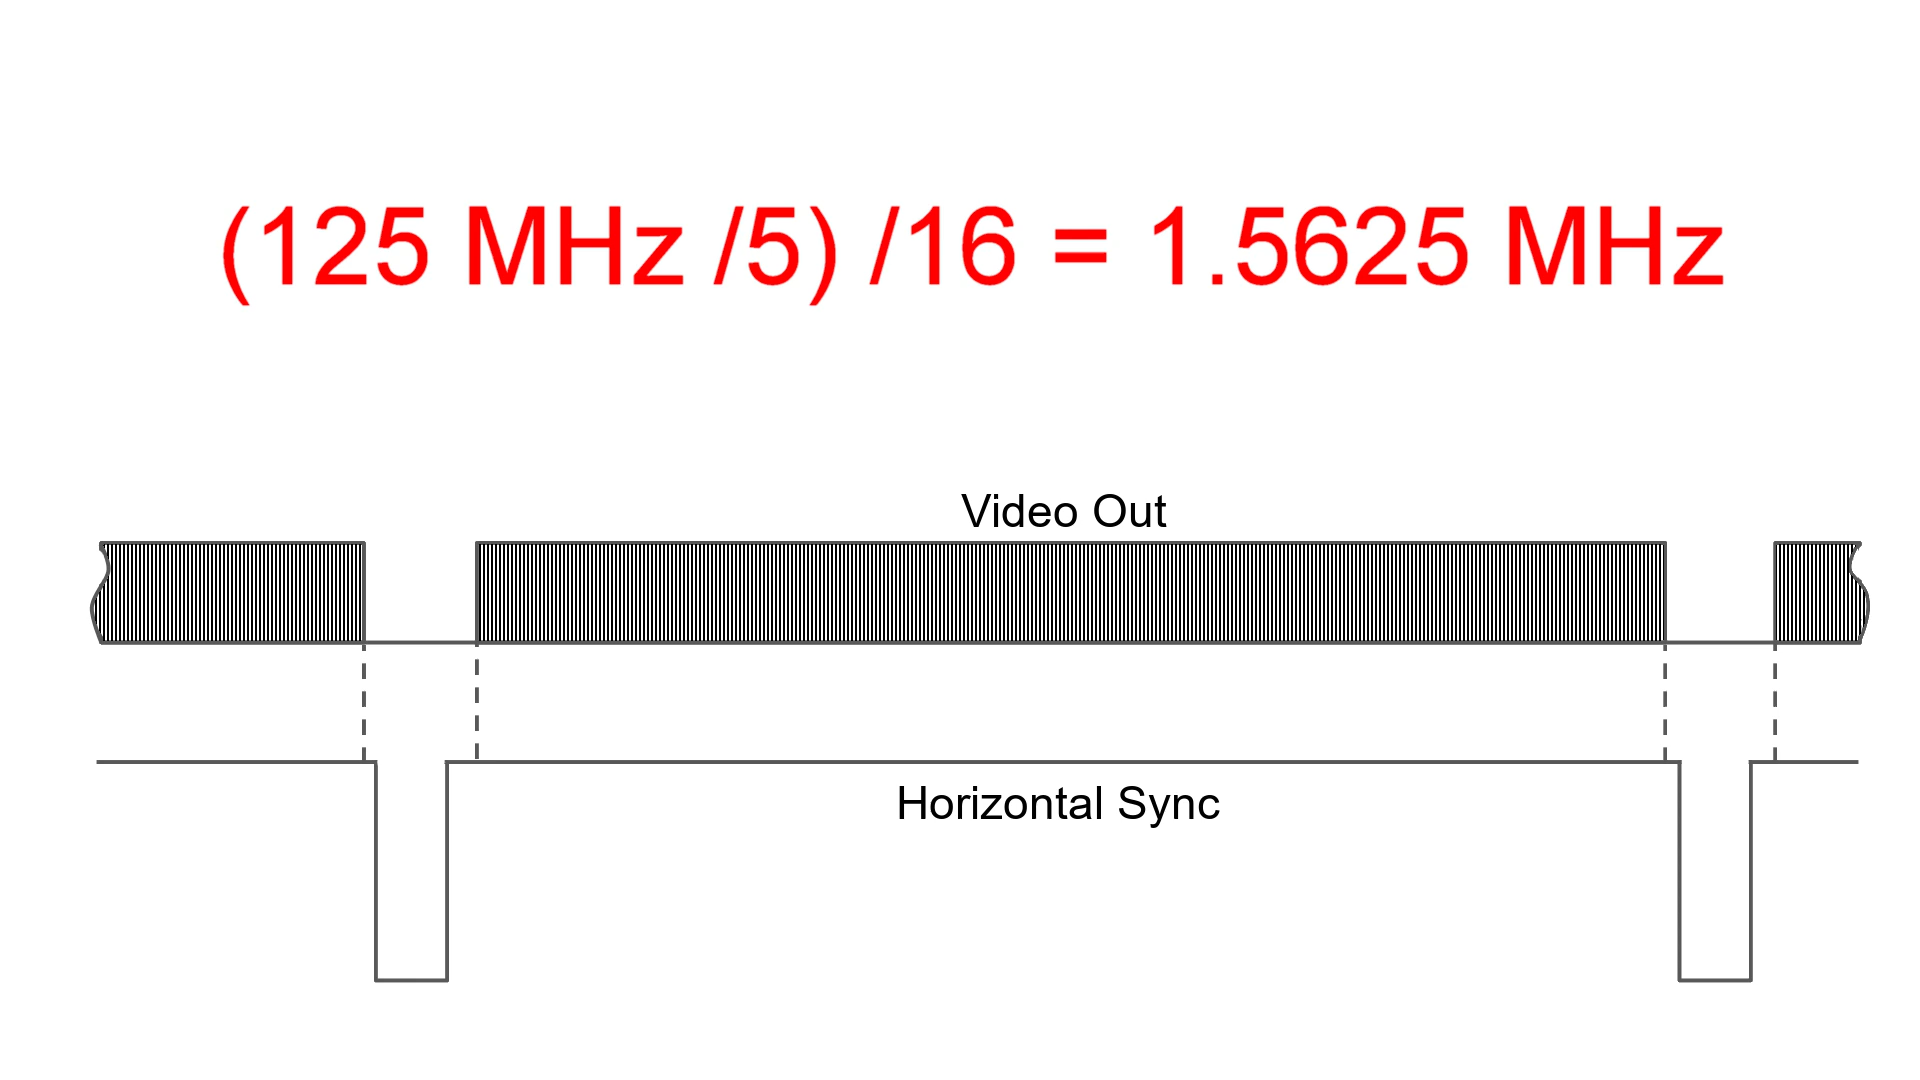 (125 MHz /5) /16 = 1.5625 MHz
Video Out
Horizontal Sync